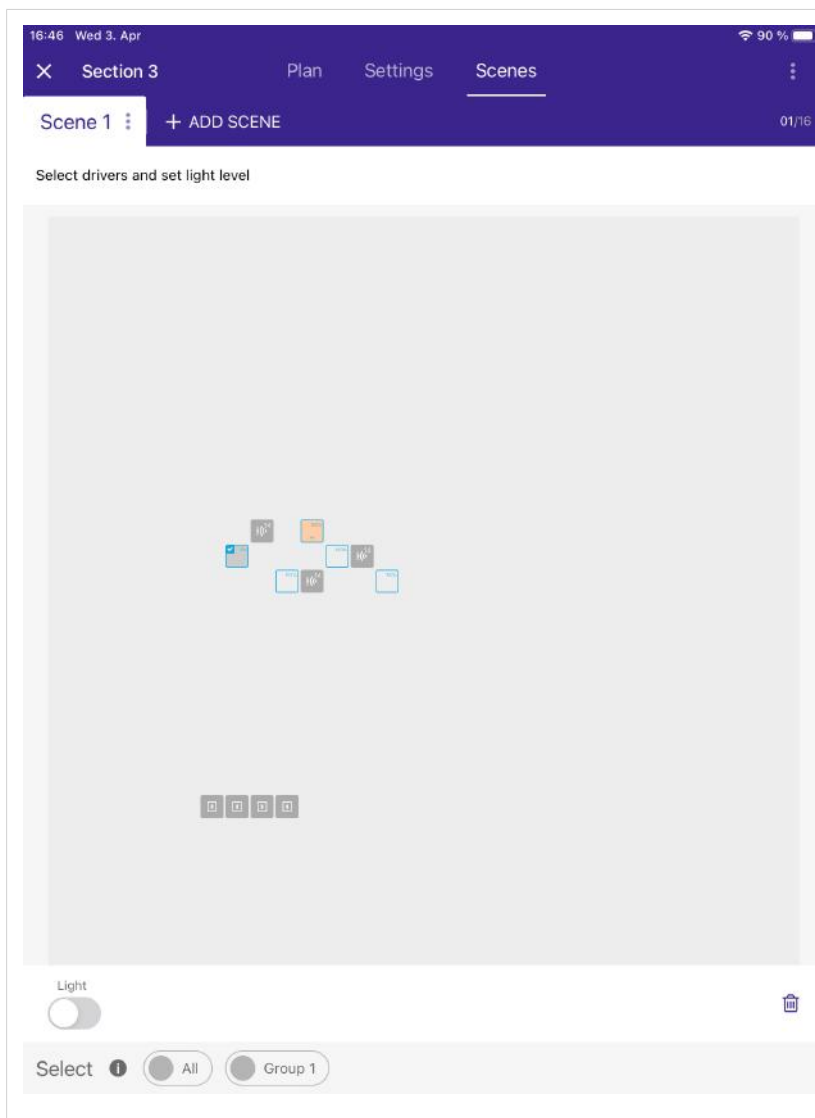 16:46 Wed 3. Apr 90 %
Section 3 Plan Settings Scenes
Scene 1 + ADD SCENE 01/16
Select drivers and set light level
Light
Select All Group 1